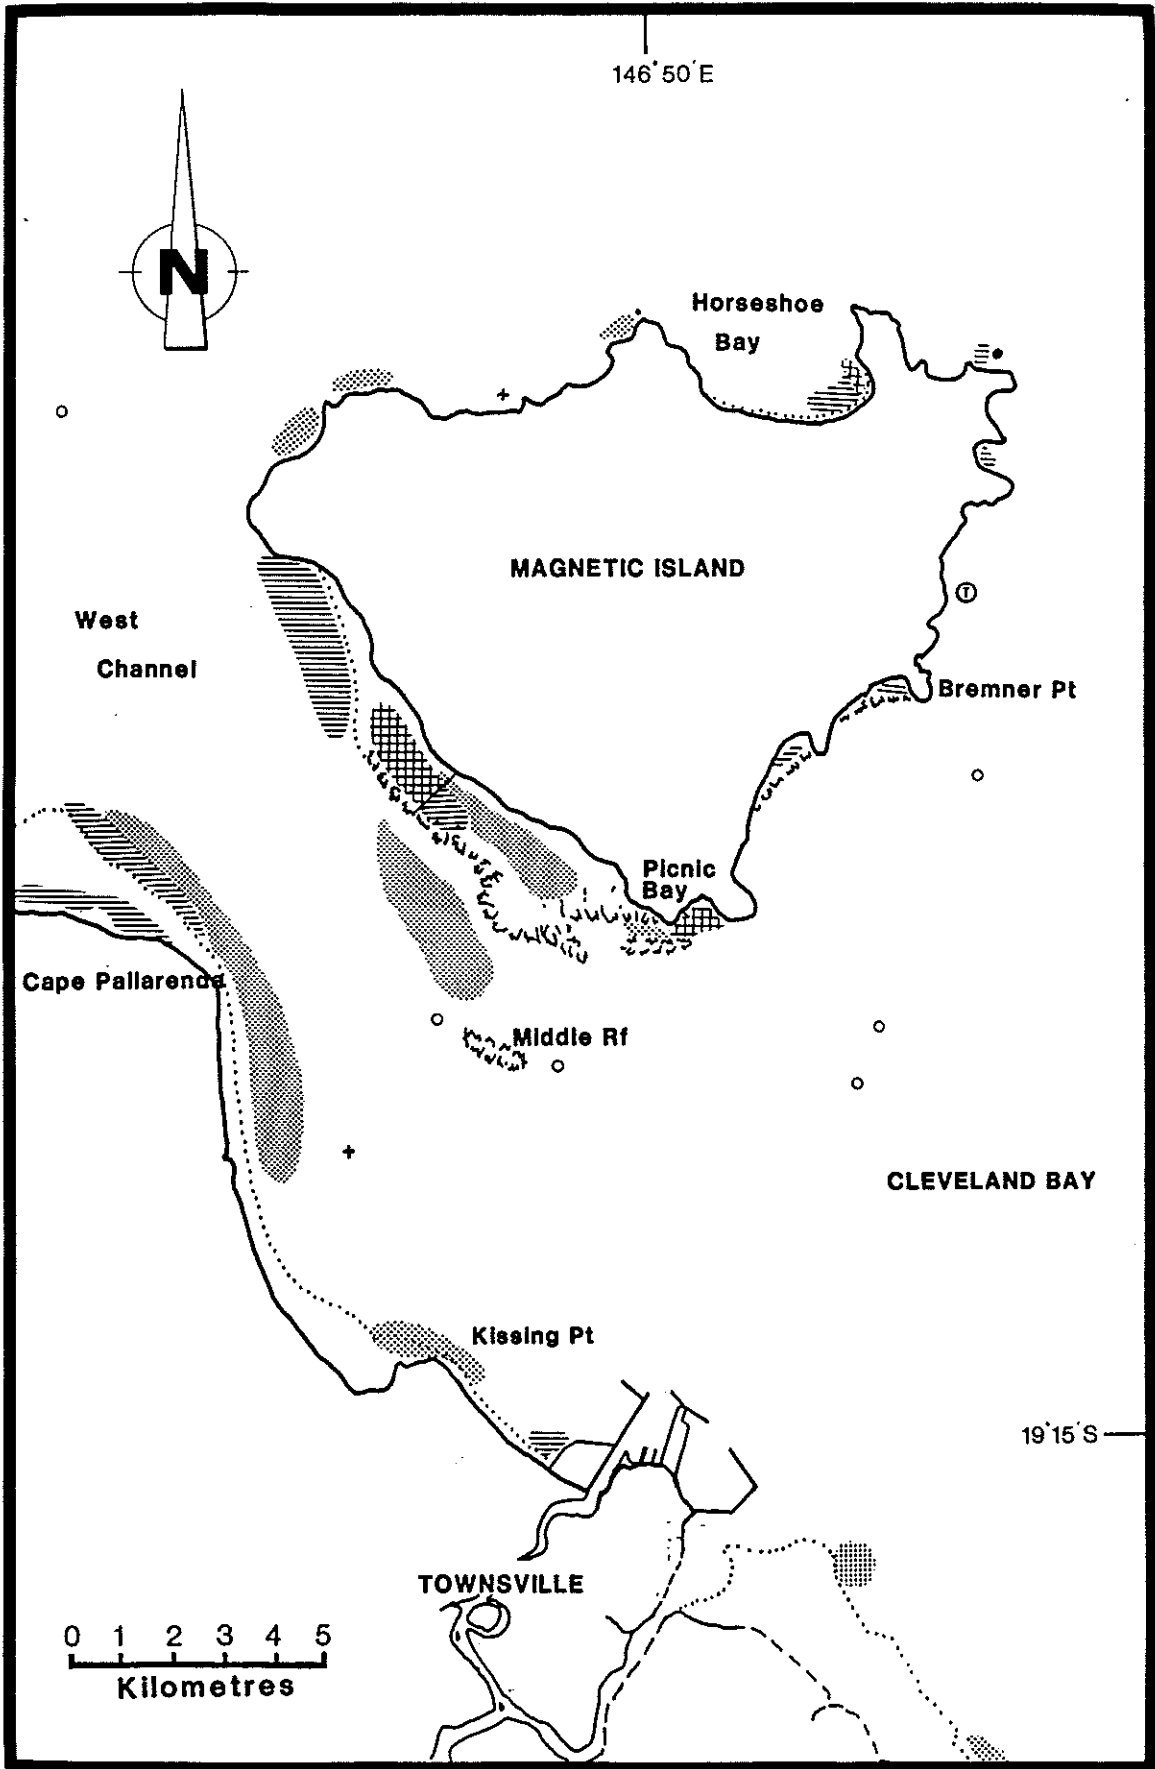 146°50'E
N
Horseshoe
Bay
MAGNETIC ISLAND
T
West
Channel
Bremner Pt
Picnic
Bay
Cape Pallarenda
Middle Rf
CLEVELAND BAY
Kissing Pt
19°15'S
TOWNSVILLE
0 1 2 3 4 5
Kilometres